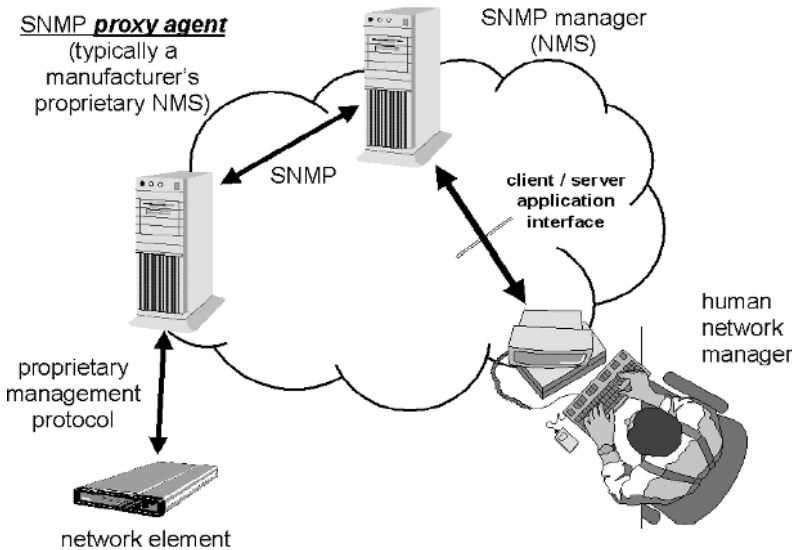 SNMP proxy agent
(typically a
manufacturer's
proprietary NMS)
SNMP manager
(NMS)
SNMP
client / server
application
interface
human
network
manager
proprietary
management
protocol
network element